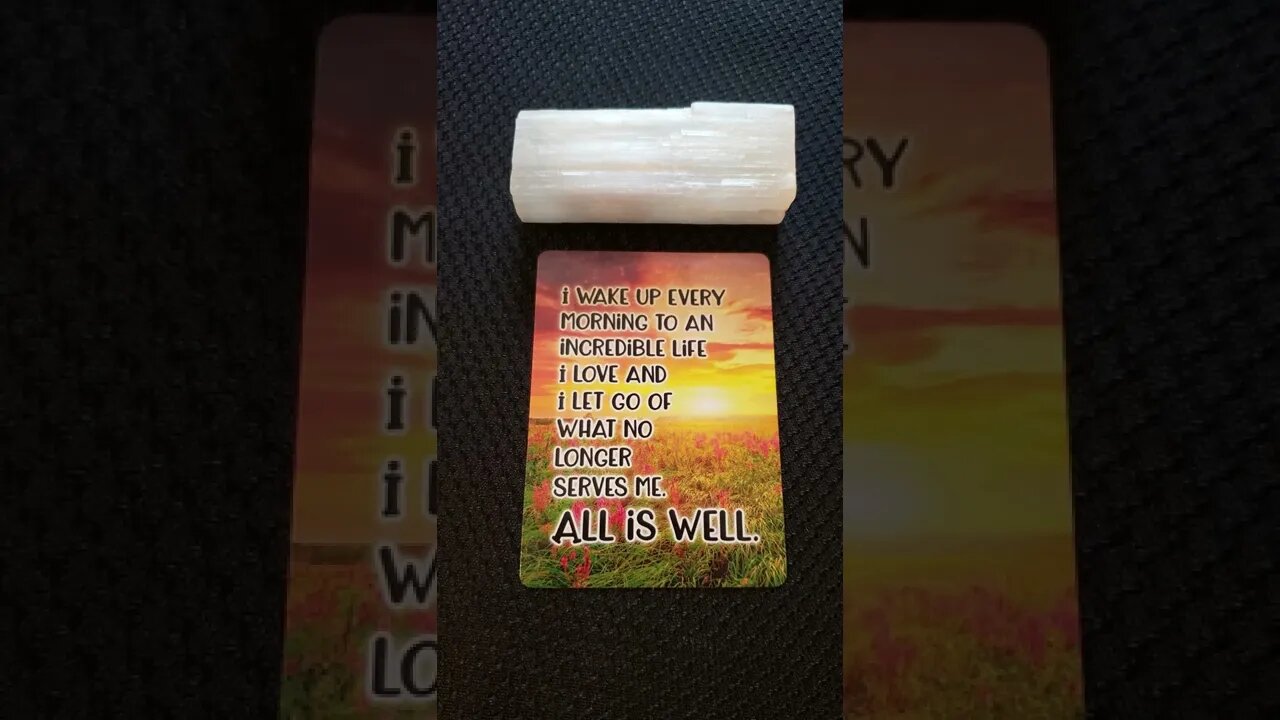 i WAKE UP EVERY
MORNiNG TO AN
iNCREDiBLE LiFE
i LOVE AND
i LET GO OF
WHAT NO
LONGER
SERVES ME.
ALL iS WELL.